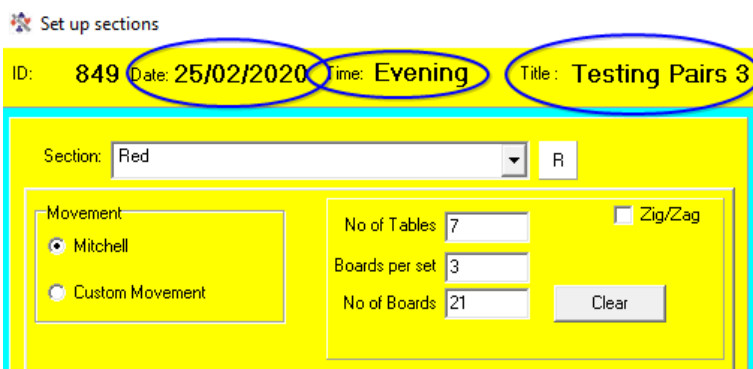 Set up sections
ID: 849 Date: 25/02/2020 Time: Evening Title : Testing Pairs 3
Section: Red R
Movement
Mitchell
Custom Movement
No of Tables 7
Zig/Zag
Boards per set 3
No of Boards 21
Clear